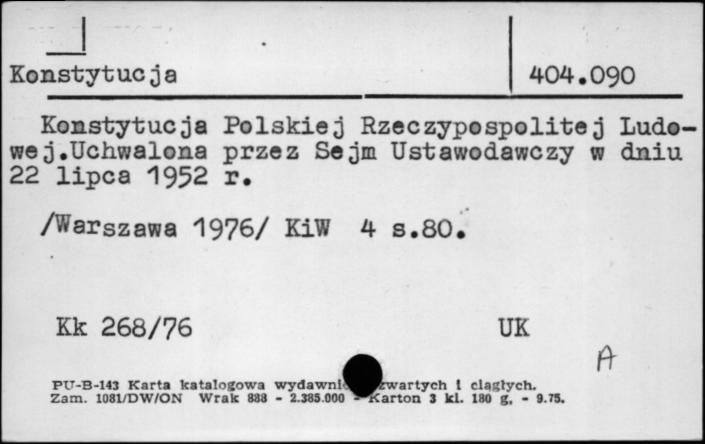 Konstytucja 404.090
Konstytucja Polskiej Rzeczypospolitej Ludo-
wej.Uchwalona przez Sejm Ustawodawczy w dniu
22 lipca 1952 r.
/Warszawa 1976/ KiW 4 s.80.
Kk 268/76 UK
A
PU-B-143 Karta katalogowa zwartych i ciągłych.
Zam. 1081/DW/ON Wrak 888 - 2.385.000 - Karton 3 kl. 180 g. - 9.75.